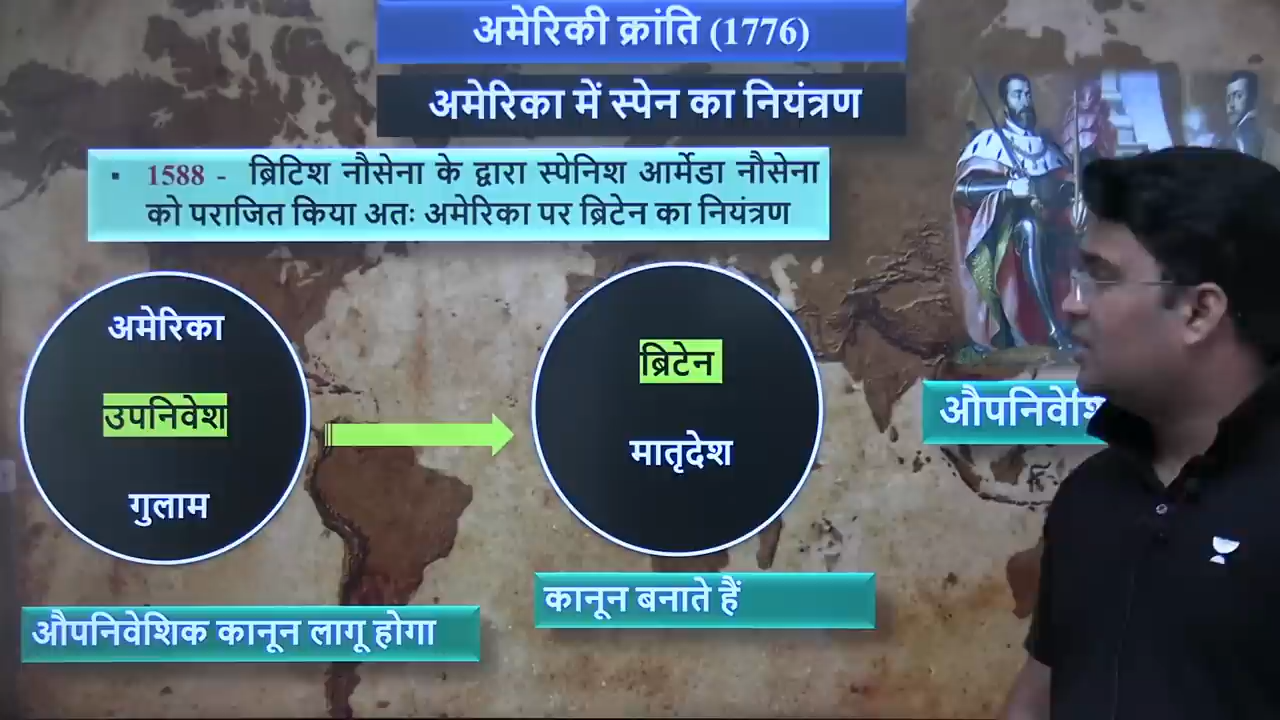 अमेरिकी क्रांति (1776)
अमेरिका में स्पेन का नियंत्रण
▪ 1588 - ब्रिटिश नौसेना के द्वारा स्पेनिश आर्मेडा नौसेना
को पराजित किया अतः अमेरिका पर ब्रिटेन का नियंत्रण
अमेरिका
उपनिवेश
गुलाम
ब्रिटेन
मातृदेश
औपनिवेशिक कानून लागू होगा
कानून बनाते हैं